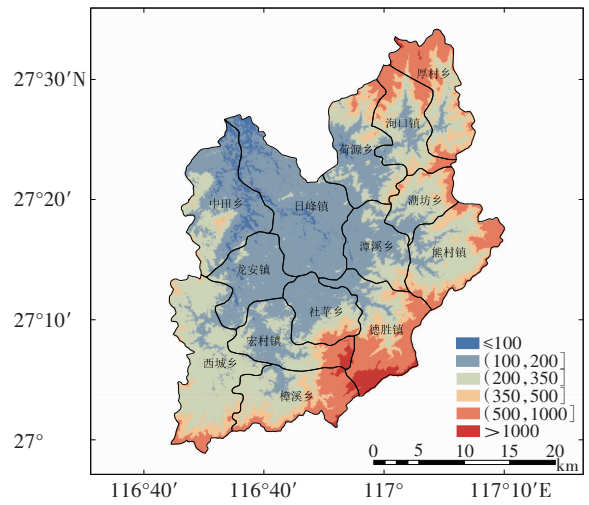 27°30′N
27°20′
27°10′
27°
厚村乡
洵口镇
荷源乡
中田乡
日峰镇
湖坊乡
潭溪乡
熊村镇
龙安镇
社苹乡
德胜镇
宏村镇
西城乡
樟溪乡
≤100
(100,200]
(200,350]
(350,500]
(500,1000]
>1000
0 5 10 15 20
km
116°40′ 116°40′ 117° 117°10′E